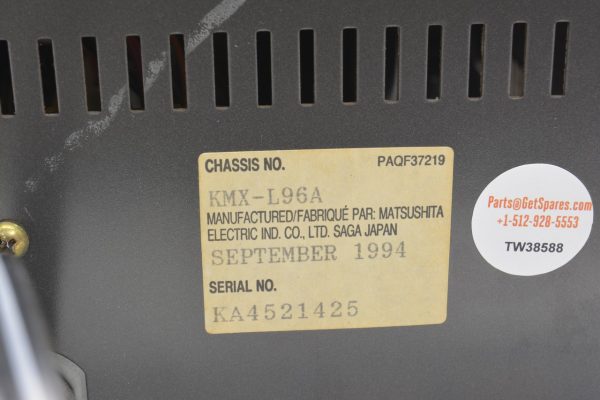 CHASSIS NO. PAQF37219
KMX-L96A
MANUFACTURED/FABRIQUÉ PAR: MATSUSHITA
ELECTRIC IND. CO., LTD. SAGA JAPAN
SEPTEMBER 1994
SERIAL NO.
KA4521425
Parts@GetSpares.com
+1-512-928-5553
TW38588